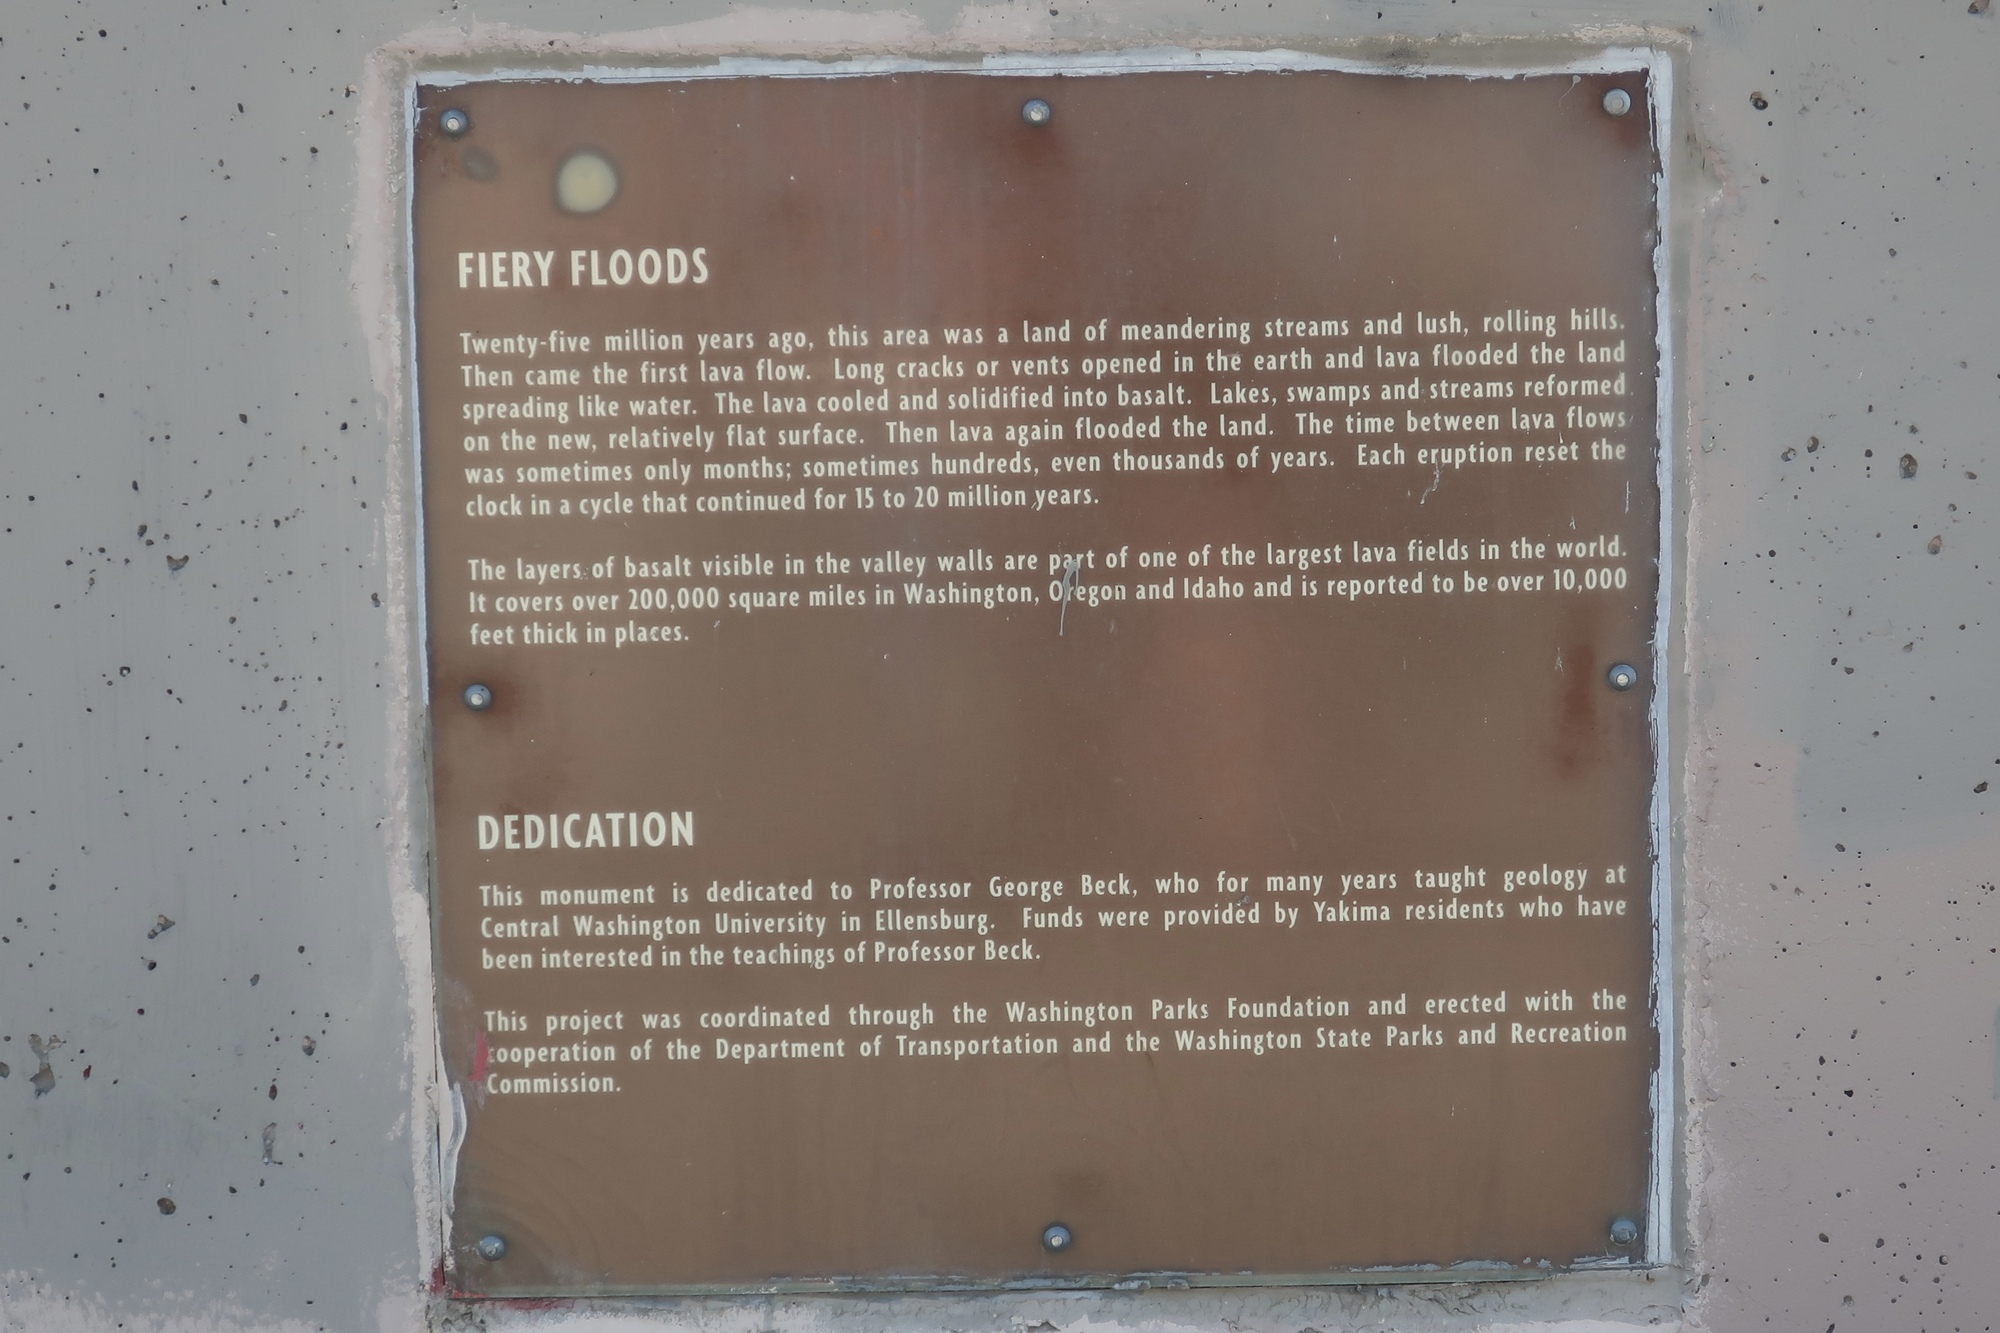 FIERY FLOODS
Twenty-five million years ago, this area was a land of meandering streams and lush, rolling hills.
Then came the first lava flow. Long cracks or vents opened in the earth and lava flooded the land
spreading like water. The lava cooled and solidified into basalt. Lakes, swamps and streams reformed
on the new, relatively flat surface. Then lava again flooded the land. The time between lava flows
was sometimes only months; sometimes hundreds, even thousands of years. Each eruption reset the
clock in a cycle that continued for 15 to 20 million years.
The layers of basalt visible in the valley walls are part of one of the largest lava fields in the world.
It covers over 200,000 square miles in Washington, Oregon and Idaho and is reported to be over 10,000
feet thick in places.
DEDICATION
This monument is dedicated to Professor George Beck, who for many years taught geology at
Central Washington University in Ellensburg. Funds were provided by Yakima residents who have
been interested in the teachings of Professor Beck.
This project was coordinated through the Washington Parks Foundation and erected with the
cooperation of the Department of Transportation and the Washington State Parks and Recreation
Commission.